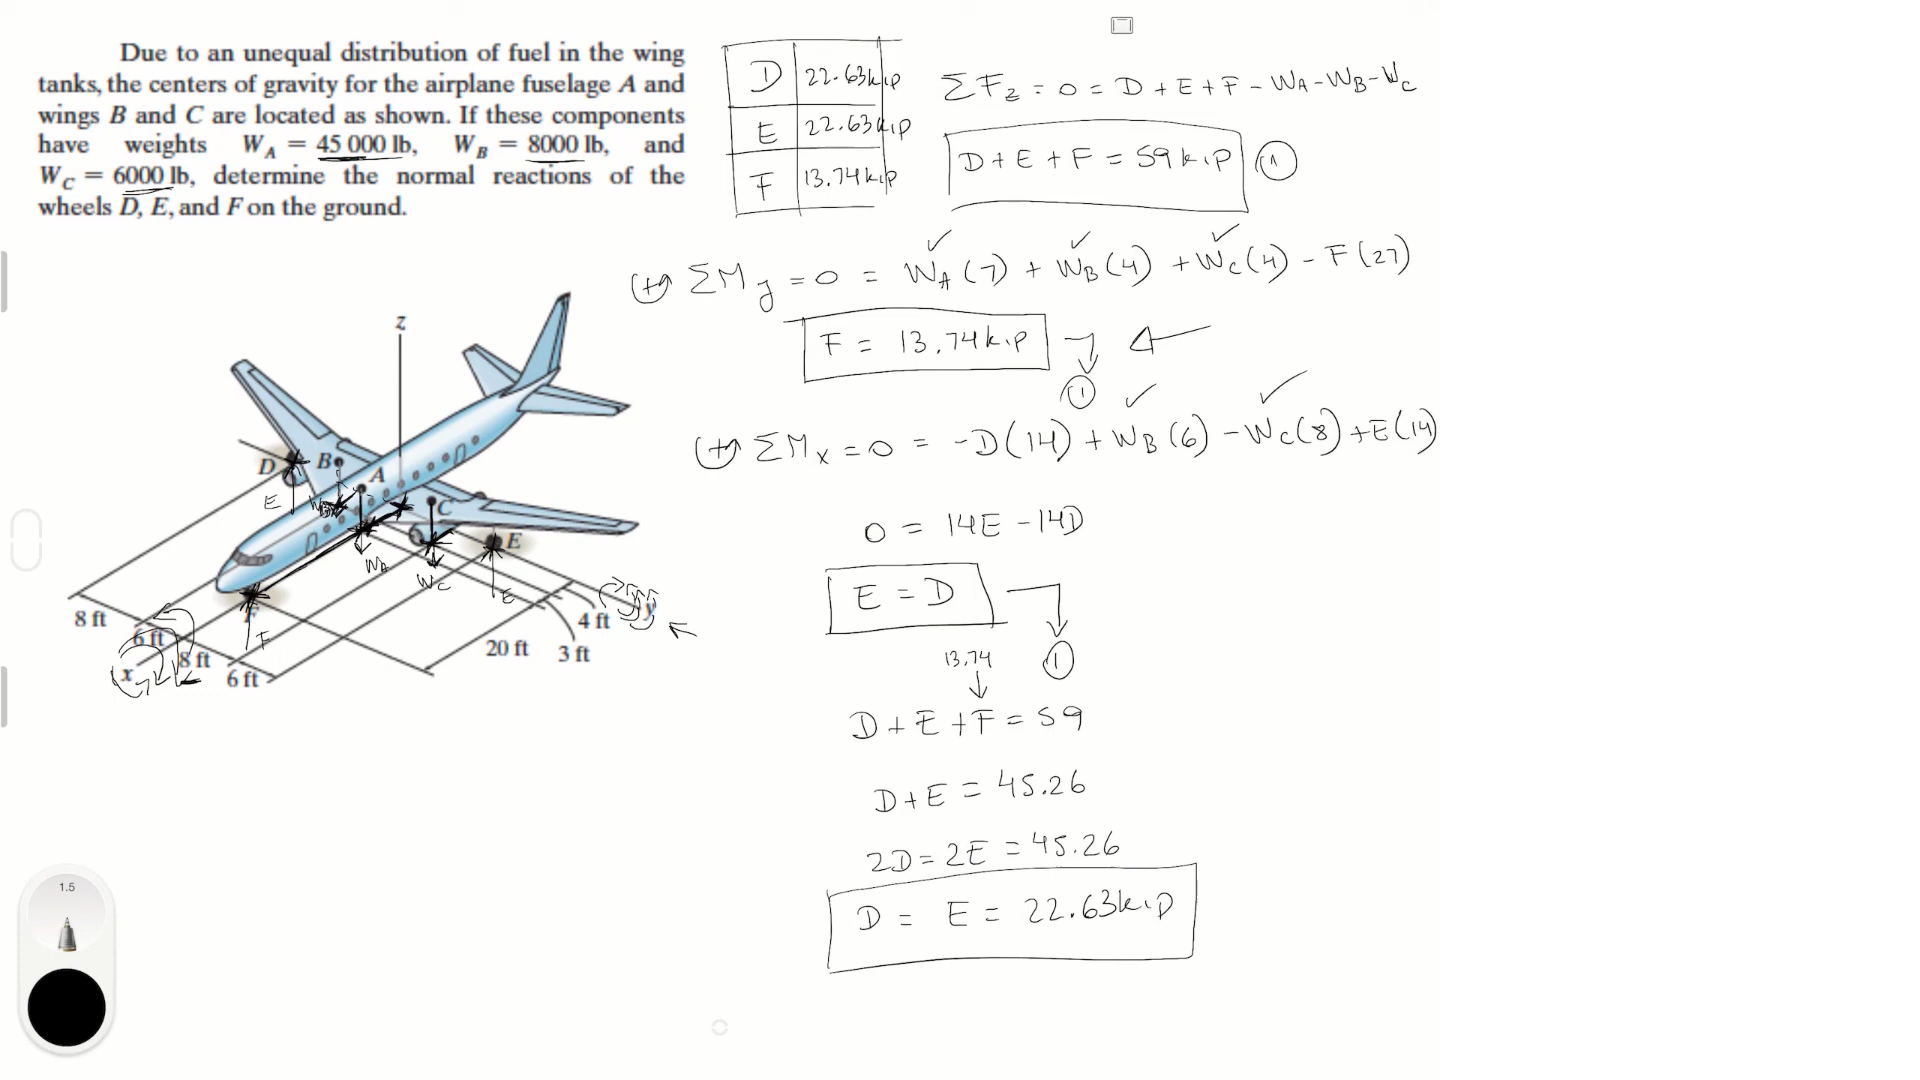 Due to an unequal distribution of fuel in the wing
tanks, the centers of gravity for the airplane fuselage A and
wings B and C are located as shown. If these components
have weights W_A = 45 000 lb, W_B = 8000 lb, and
W_C = 6000 lb, determine the normal reactions of the
wheels D, E, and F on the ground.
z
D
B
A
C
E
E
W_B
W_A
W_C
E
F
F
8 ft
6 ft
8 ft
6 ft
x
y
4 ft
3 ft
20 ft
D 22.63kip
E 22.63kip
F 13.74kip
ΣF_z = 0 = D + E + F - W_A - W_B - W_C
D + E + F = 59 kip ①
ΣM_y = 0 = W_A (7) + W_B (4) + W_C (4) - F (27)
F = 13.74 kip
①
ΣM_x = 0 = -D (14) + W_B (6) - W_C (8) + E (14)
0 = 14E - 14D
E = D
13.74 ①
D + E + F = 59
D + E = 45.26
2D = 2E = 45.26
D = E = 22.63kip
1.5